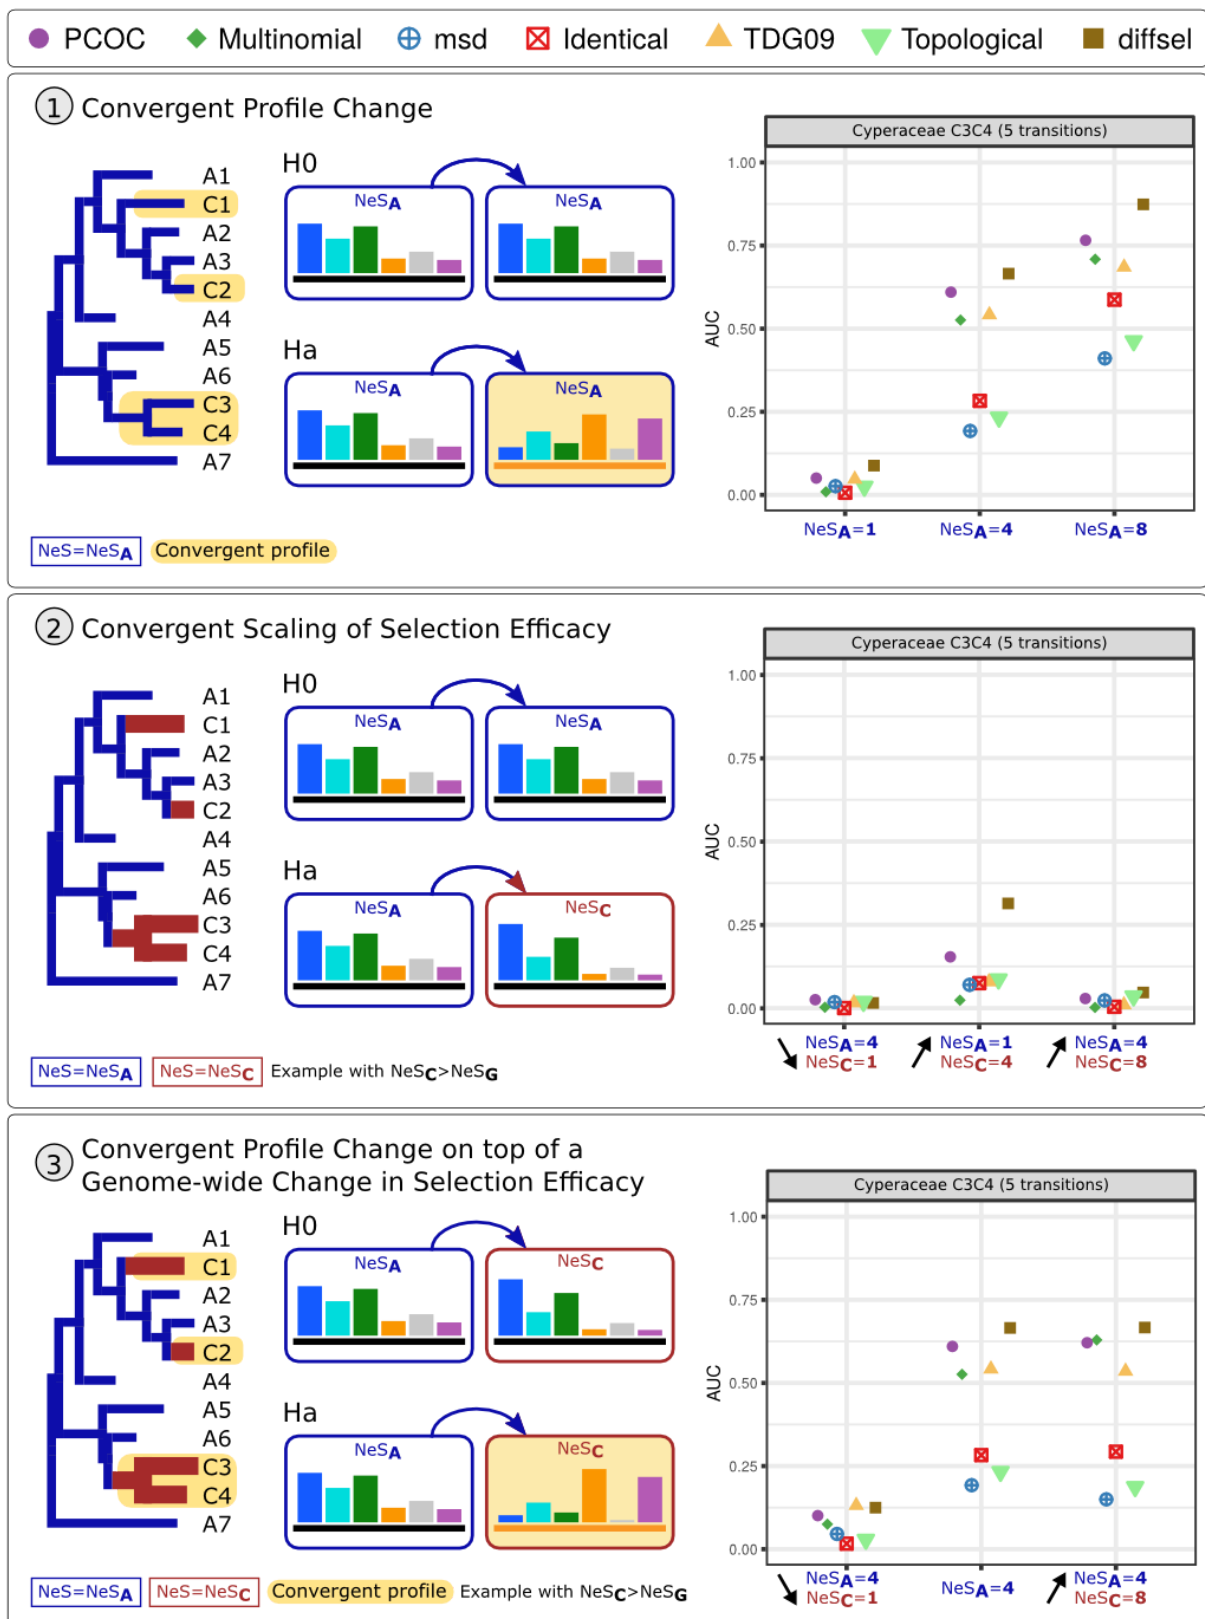 PCOC Multinomial msd Identical TDG09 Topological diffsel
1 Convergent Profile Change
A1
C1
A2
A3
C2
A4
A5
A6
C3
C4
A7
H0
NeSA NeSA
Ha
NeSA NeSA
NeS=NeSA Convergent profile
Cyperaceae C3C4 (5 transitions)
AUC
1.00
0.75
0.50
0.25
0.00
NeSA=1 NeSA=4 NeSA=8
2 Convergent Scaling of Selection Efficacy
A1
C1
A2
A3
C2
A4
A5
A6
C3
C4
A7
H0
NeSA NeSA
Ha
NeSA NeSC
NeS=NeSA NeS=NeSC Example with NeSC>NeSG
Cyperaceae C3C4 (5 transitions)
AUC
1.00
0.75
0.50
0.25
0.00
NeSA=4 NeSA=1 NeSA=4
NeSC=1 NeSC=4 NeSC=8
3 Convergent Profile Change on top of a
Genome-wide Change in Selection Efficacy
A1
C1
A2
A3
C2
A4
A5
A6
C3
C4
A7
H0
NeSA NeSC
Ha
NeSA NeSC
NeS=NeSA NeS=NeSC Convergent profile Example with NeSC>NeSG
Cyperaceae C3C4 (5 transitions)
AUC
1.00
0.75
0.50
0.25
0.00
NeSA=4 NeSA=4 NeSA=4
NeSC=1 NeSC=8